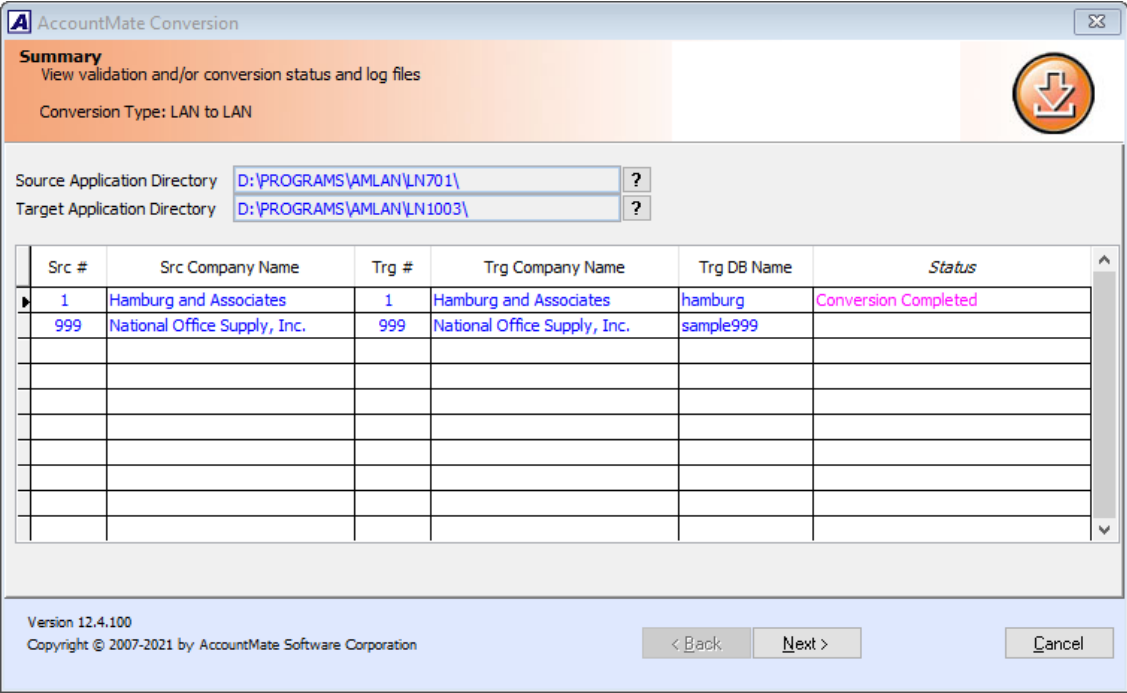 A AccountMate Conversion
Summary
View validation and/or conversion status and log files
Conversion Type: LAN to LAN
Source Application Directory D:\PROGRAMS\AMLAN\LN701\ ?
Target Application Directory D:\PROGRAMS\AMLAN\LN1003\ ?
Src # Src Company Name Trg # Trg Company Name Trg DB Name Status
1 Hamburg and Associates 1 Hamburg and Associates hamburg Conversion Completed
999 National Office Supply, Inc. 999 National Office Supply, Inc. sample999
Version 12.4.100
Copyright © 2007-2021 by AccountMate Software Corporation
< Back Next > Cancel